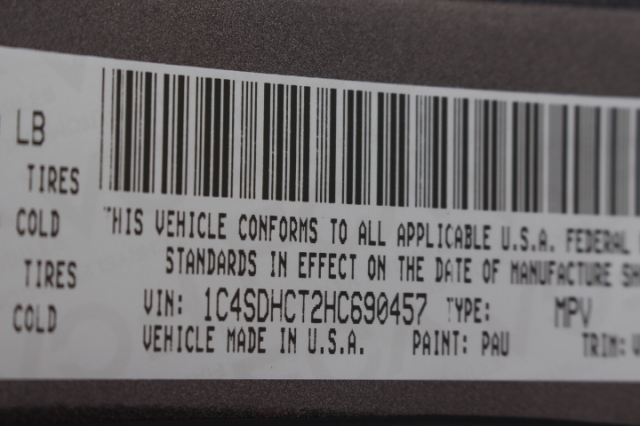 LB
TIRES
COLD
TIRES
COLD
THIS VEHICLE CONFORMS TO ALL APPLICABLE U.S.A. FEDERAL
STANDARDS IN EFFECT ON THE DATE OF MANUFACTURE
VIN: 1C4SDHCT2HC690457 TYPE: MPV
VEHICLE MADE IN U.S.A. PAINT: PAU TRIM: